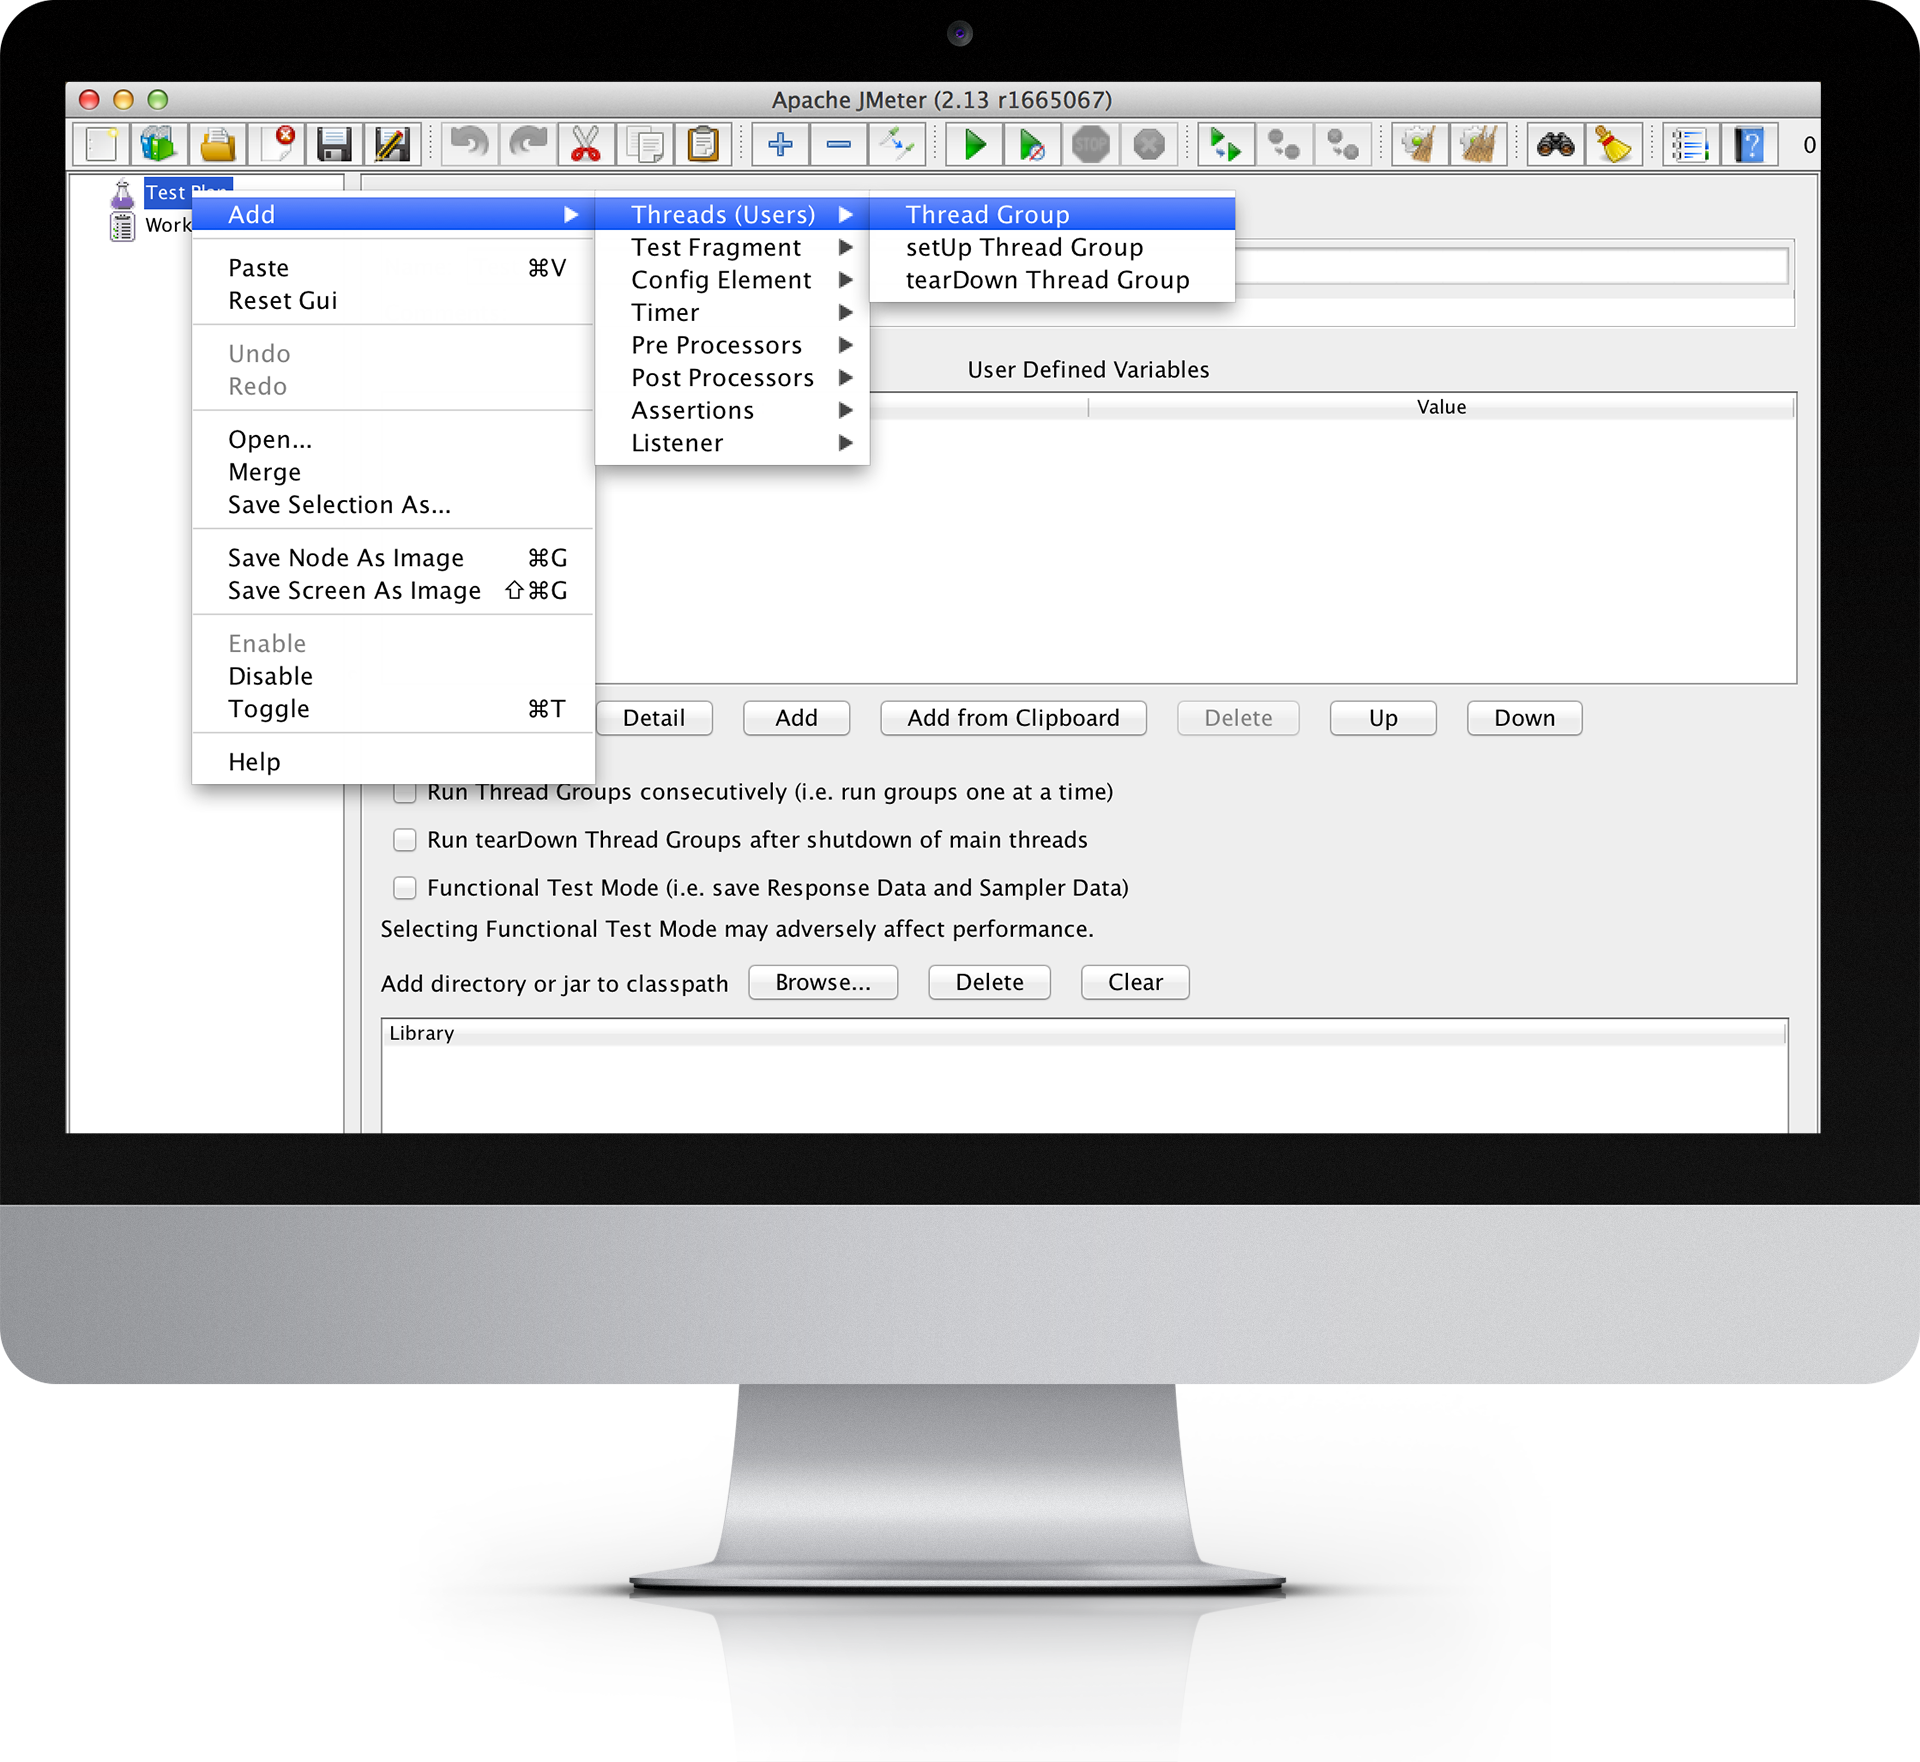 Apache JMeter (2.13 r1665067)
STOP
?
0
Test Plan
Work
Add
Paste ⌘V
Reset Gui
Undo
Redo
Open...
Merge
Save Selection As...
Save Node As Image ⌘G
Save Screen As Image ⇧⌘G
Enable
Disable
Toggle ⌘T
Help
Threads (Users)
Test Fragment
Config Element
Timer
Pre Processors
Post Processors
Assertions
Listener
Thread Group
setUp Thread Group
tearDown Thread Group
User Defined Variables
Value
Detail Add Add from Clipboard Delete Up Down
Run Thread Groups consecutively (i.e. run groups one at a time)
Run tearDown Thread Groups after shutdown of main threads
Functional Test Mode (i.e. save Response Data and Sampler Data)
Selecting Functional Test Mode may adversely affect performance.
Add directory or jar to classpath Browse... Delete Clear
Library